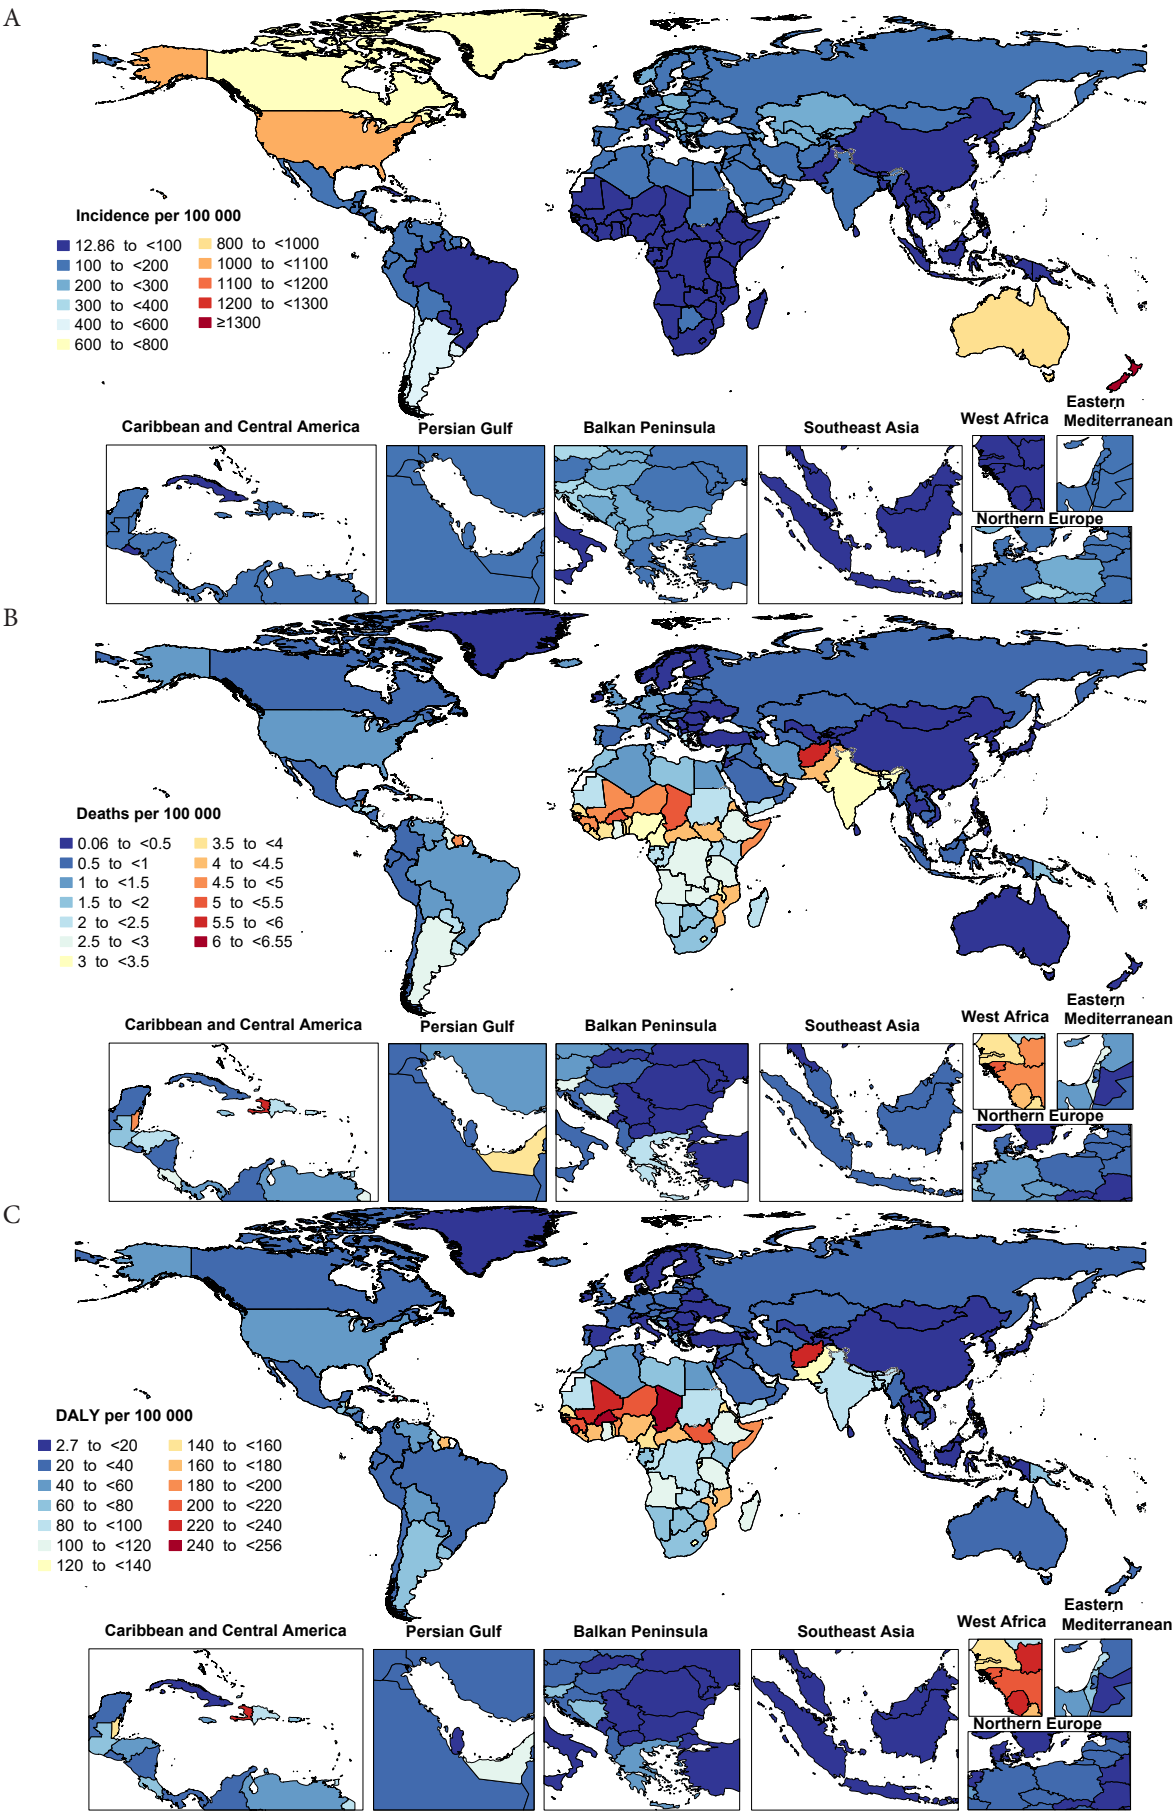 A
Incidence per 100 000
12.86 to <100
100 to <200
200 to <300
300 to <400
400 to <600
600 to <800
800 to <1000
1000 to <1100
1100 to <1200
1200 to <1300
≥1300
Caribbean and Central America
Persian Gulf
Balkan Peninsula
Southeast Asia
West Africa
Eastern
Mediterranean
Northern Europe
B
Deaths per 100 000
0.06 to <0.5
0.5 to <1
1 to <1.5
1.5 to <2
2 to <2.5
2.5 to <3
3 to <3.5
3.5 to <4
4 to <4.5
4.5 to <5
5 to <5.5
5.5 to <6
6 to <6.55
Caribbean and Central America
Persian Gulf
Balkan Peninsula
Southeast Asia
West Africa
Eastern
Mediterranean
Northern Europe
C
DALY per 100 000
2.7 to <20
20 to <40
40 to <60
60 to <80
80 to <100
100 to <120
120 to <140
140 to <160
160 to <180
180 to <200
200 to <220
220 to <240
240 to <256
Caribbean and Central America
Persian Gulf
Balkan Peninsula
Southeast Asia
West Africa
Eastern
Mediterranean
Northern Europe